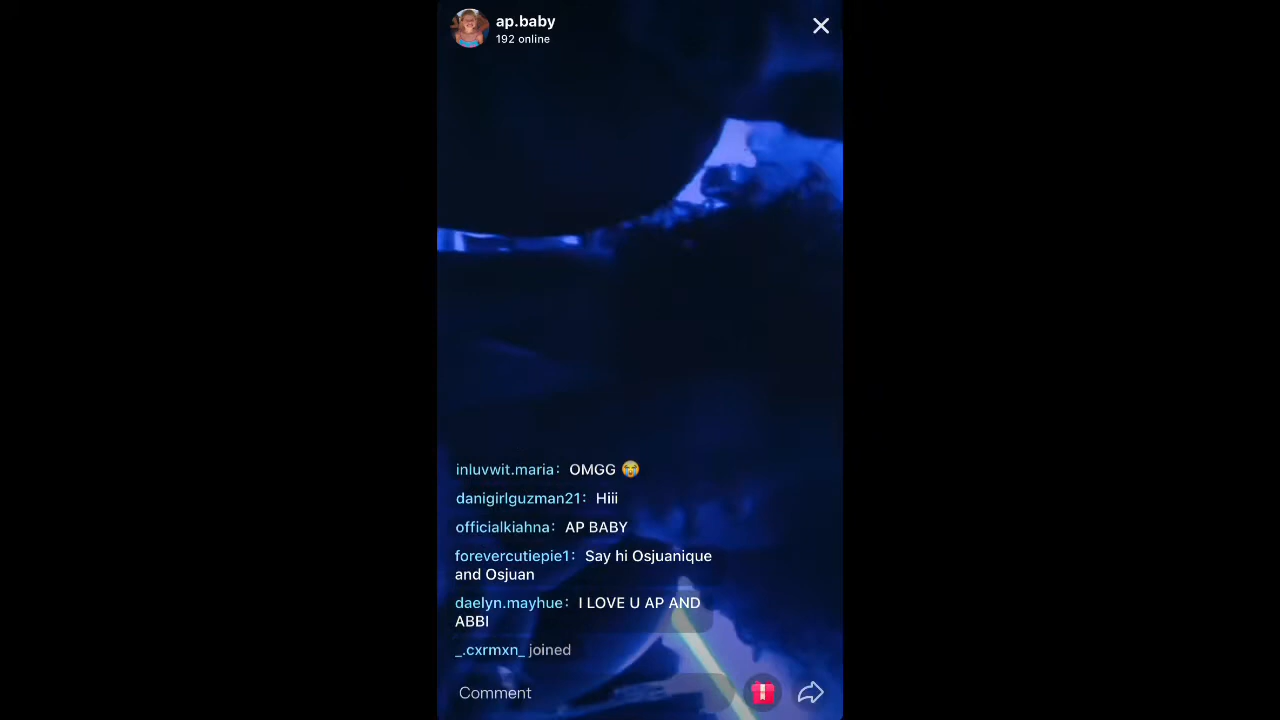 ap.baby
192 online
inluvwit.maria: OMGG 😭
danigirlguzman21: Hiii
officialkiahna: AP BABY
forevercutiepie1: Say hi Osjuanique
and Osjuan
daelyn.mayhue: I LOVE U AP AND
ABBI
_.cxrmxn_ joined
Comment